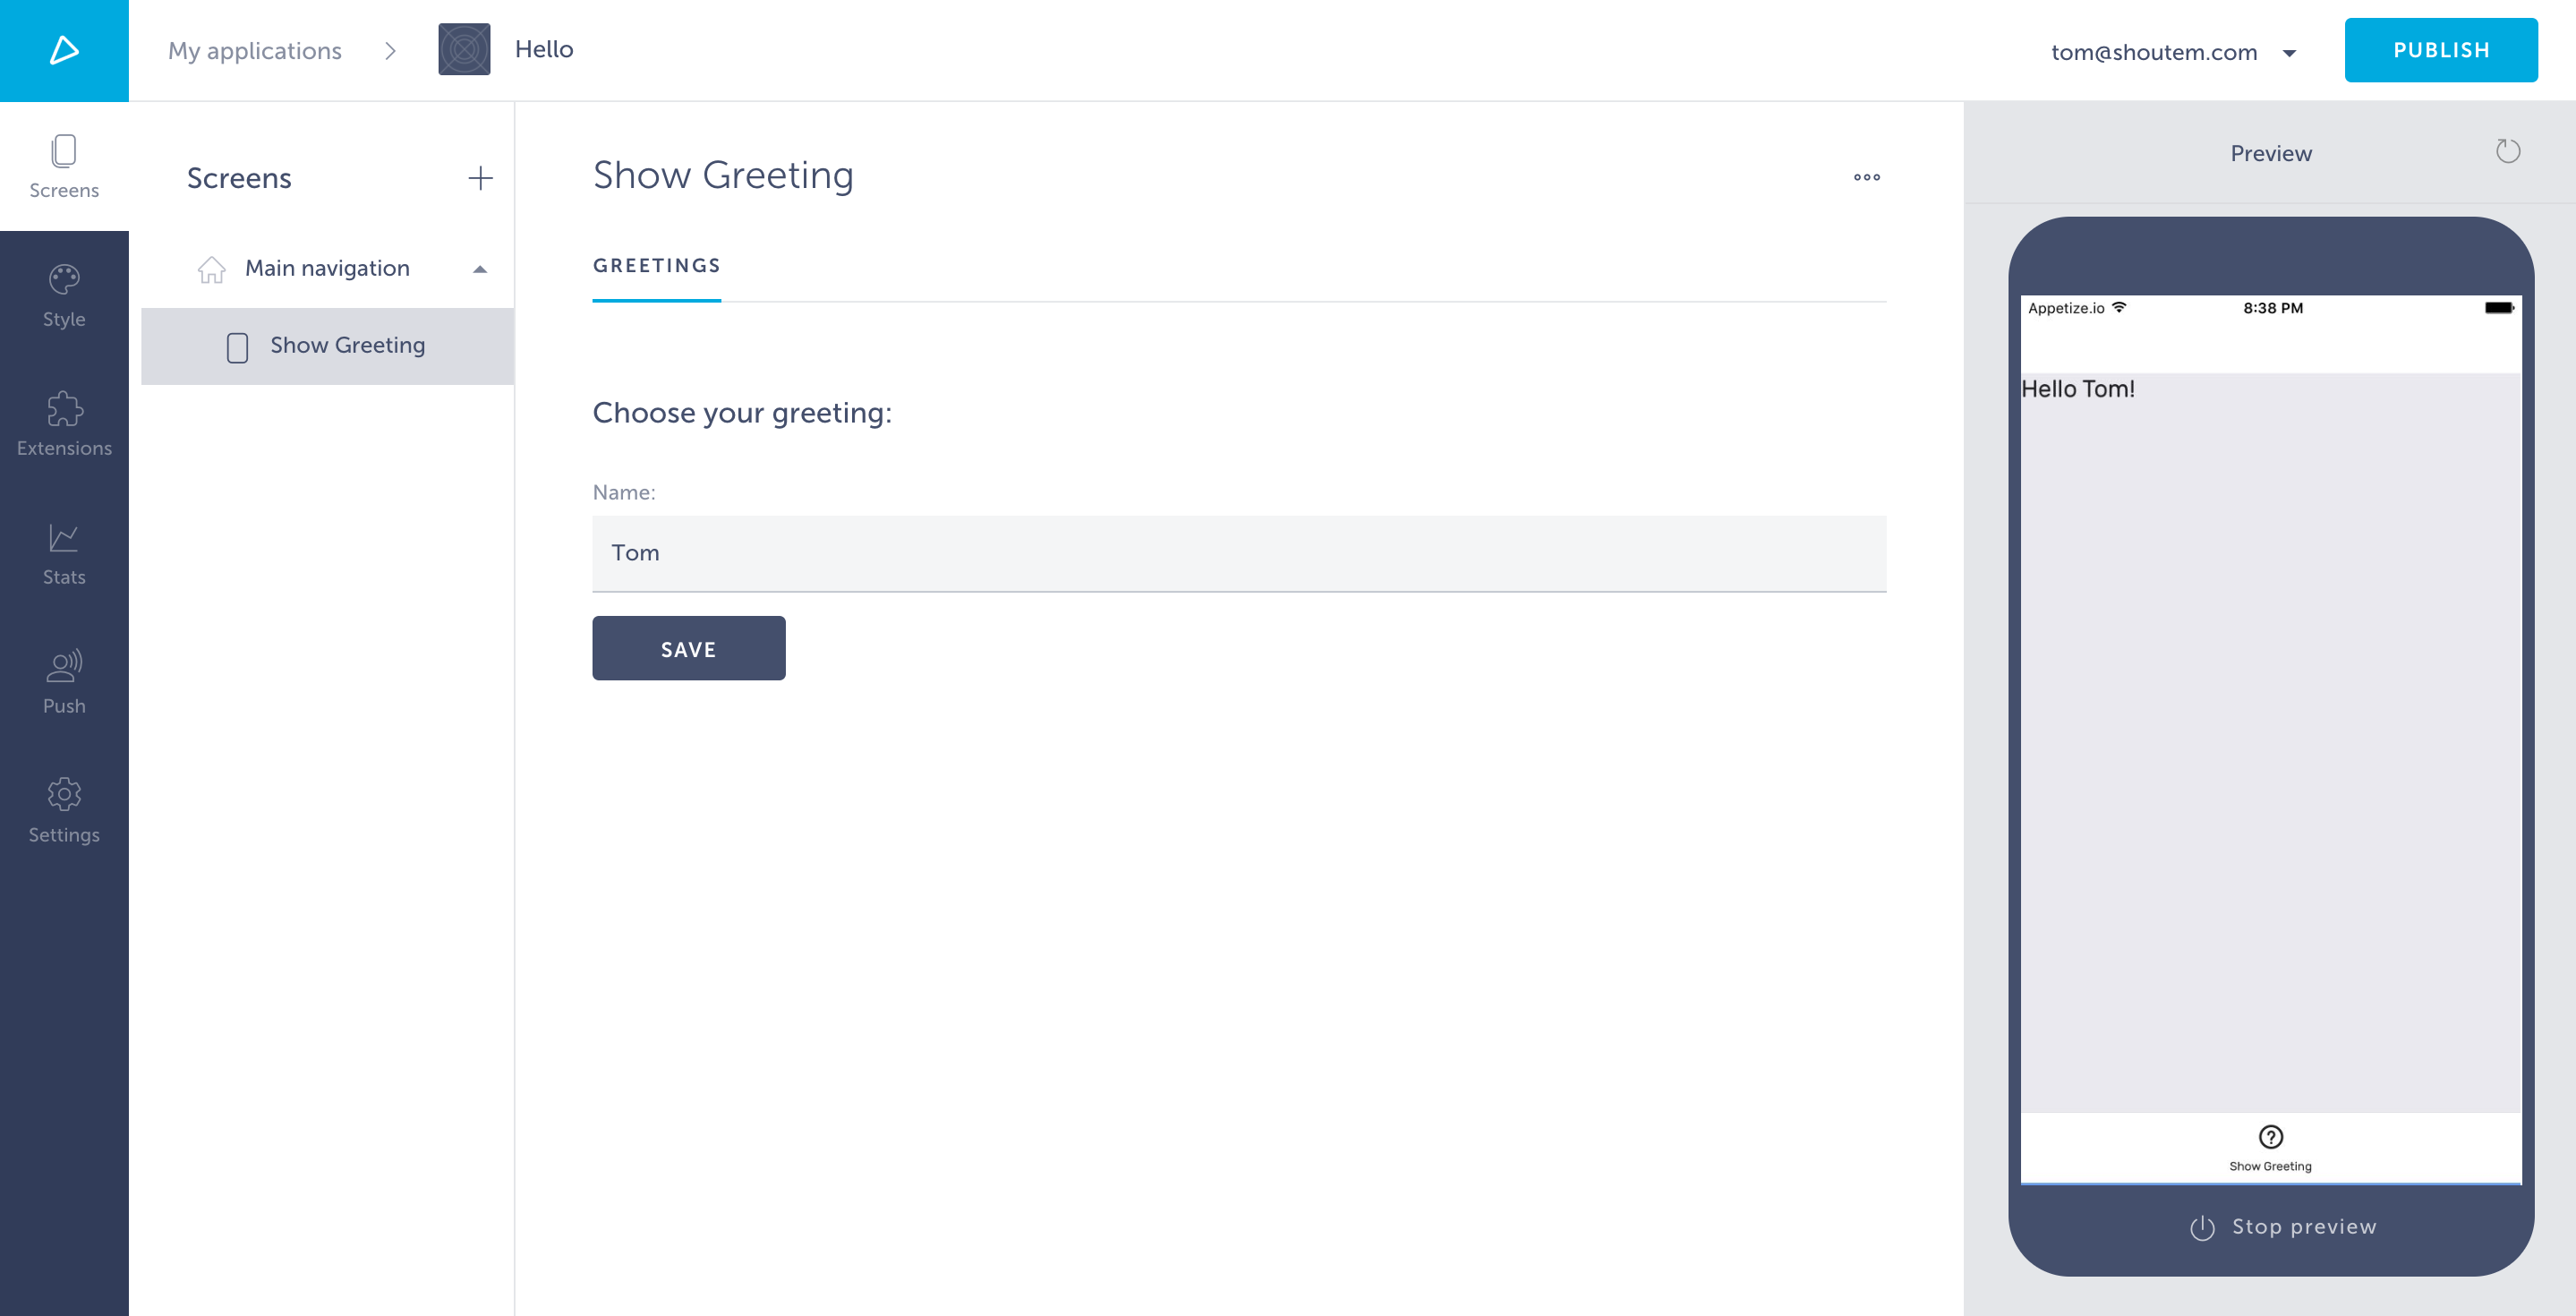 My applications
Hello
tom@shoutem.com
PUBLISH
Screens
Style
Extensions
Stats
Push
Settings
Screens
Main navigation
Show Greeting
Show Greeting
GREETINGS
Choose your greeting:
Name:
Tom
SAVE
Preview
Appetize.io 8:38 PM
Hello Tom!
Show Greeting
Stop preview